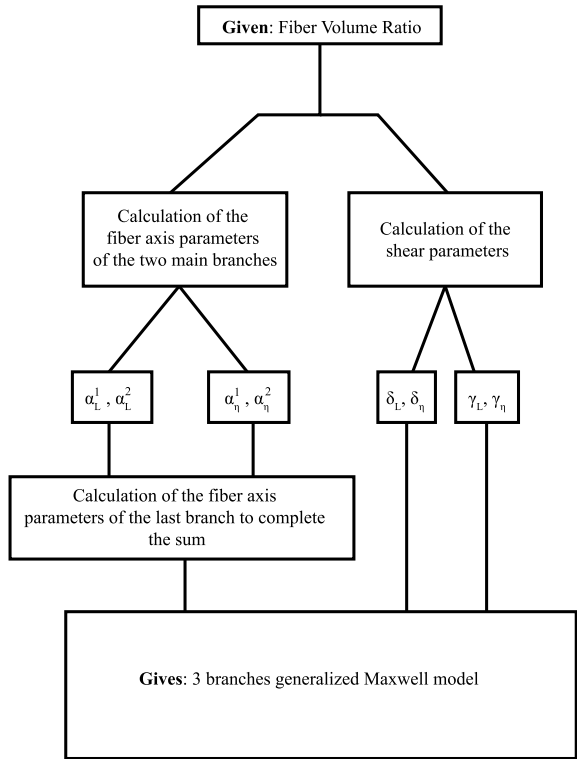 Given: Fiber Volume Ratio
Calculation of the
fiber axis parameters
of the two main branches
Calculation of the
shear parameters
α_L^1 , α_L^2
α_η^1 , α_η^2
δ_L, δ_η
γ_L, γ_η
Calculation of the fiber axis
parameters of the last branch to complete
the sum
Gives: 3 branches generalized Maxwell model